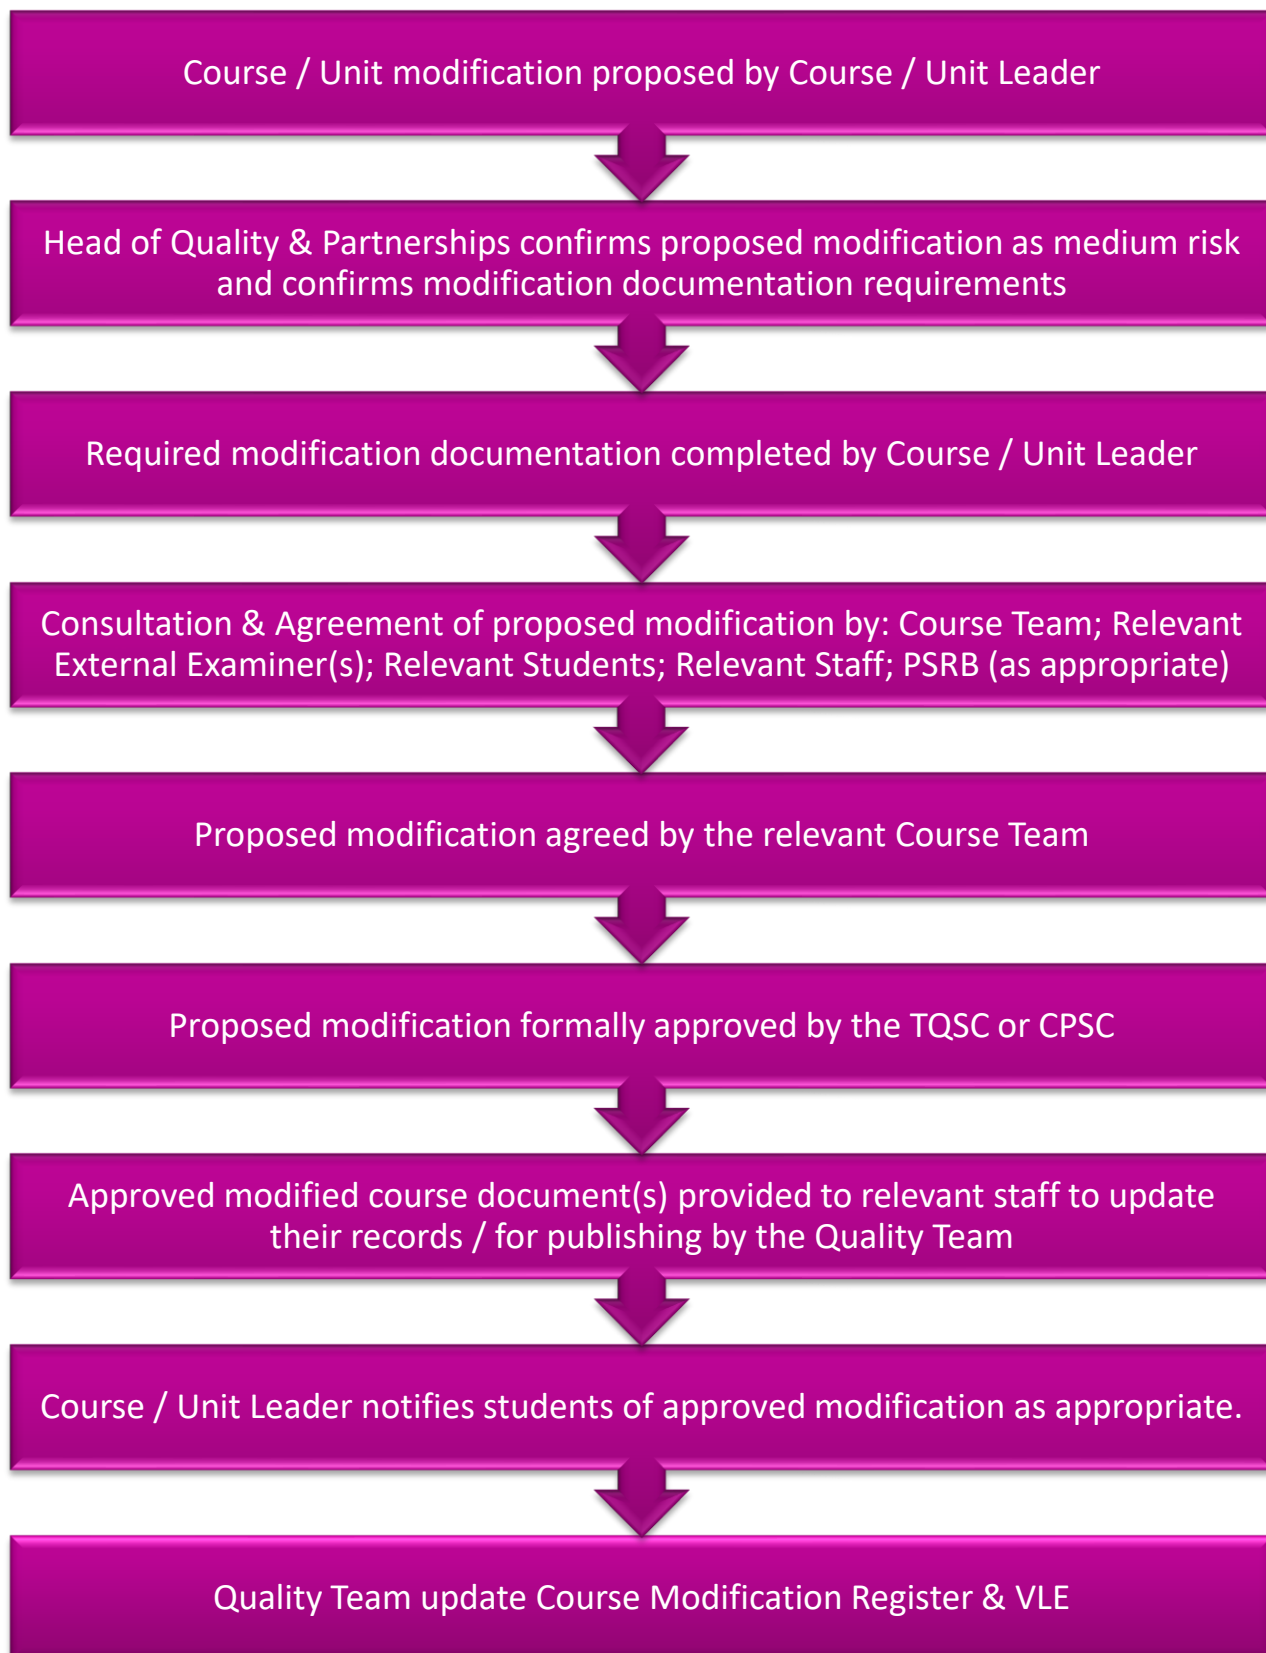 Course / Unit modification proposed by Course / Unit Leader
Head of Quality & Partnerships confirms proposed modification as medium risk
and confirms modification documentation requirements
Required modification documentation completed by Course / Unit Leader
Consultation & Agreement of proposed modification by: Course Team; Relevant
External Examiner(s); Relevant Students; Relevant Staff; PSRB (as appropriate)
Proposed modification agreed by the relevant Course Team
Proposed modification formally approved by the TQSC or CPSC
Approved modified course document(s) provided to relevant staff to update
their records / for publishing by the Quality Team
Course / Unit Leader notifies students of approved modification as appropriate.
Quality Team update Course Modification Register & VLE